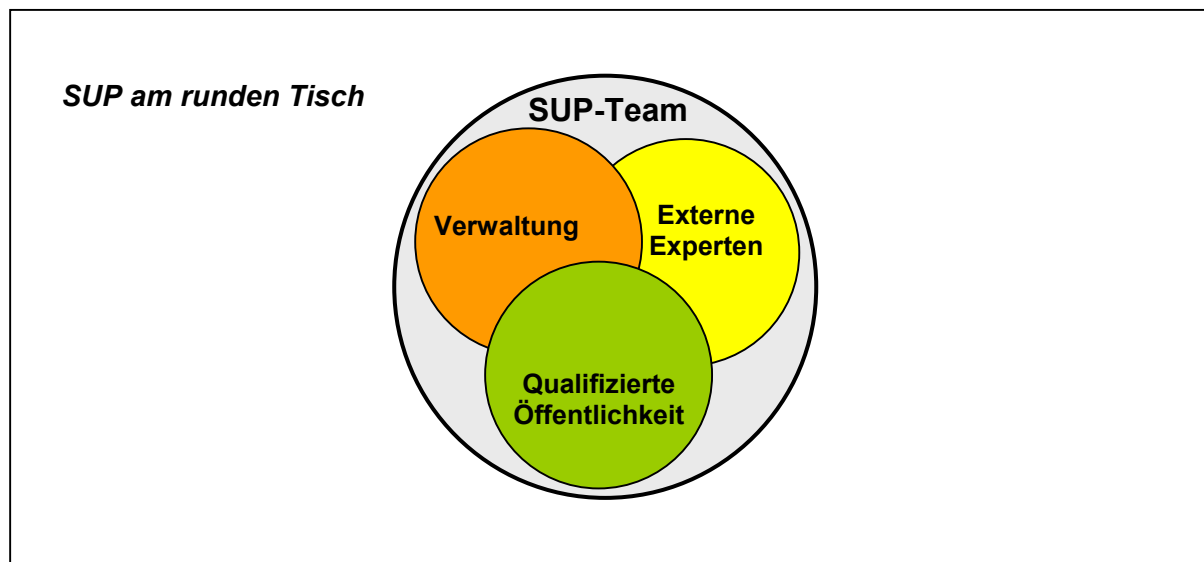 SUP am runden Tisch
SUP-Team
Verwaltung
Externe
Experten
Qualifizierte
Öffentlichkeit